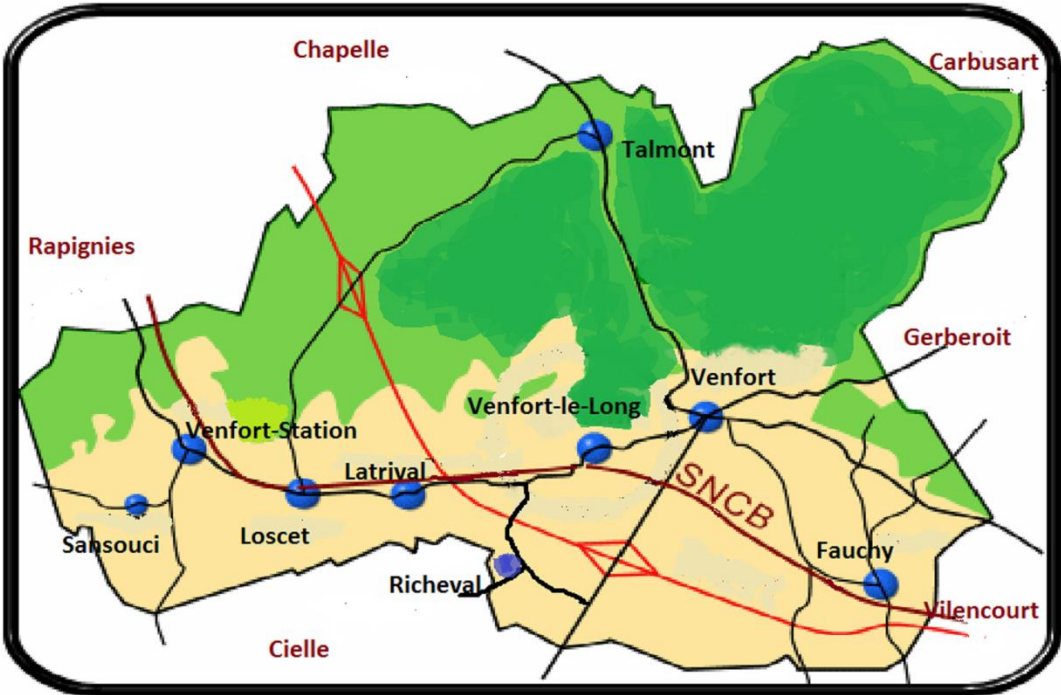 Chapelle
Carbusart
Talmont
Rapignies
Gerberoit
Venfort
Venfort-le-Long
Venfort-Station
Latrival
SNCB
Loscet
Sansouci
Fauchy
Richeval
Vilencourt
Cielle